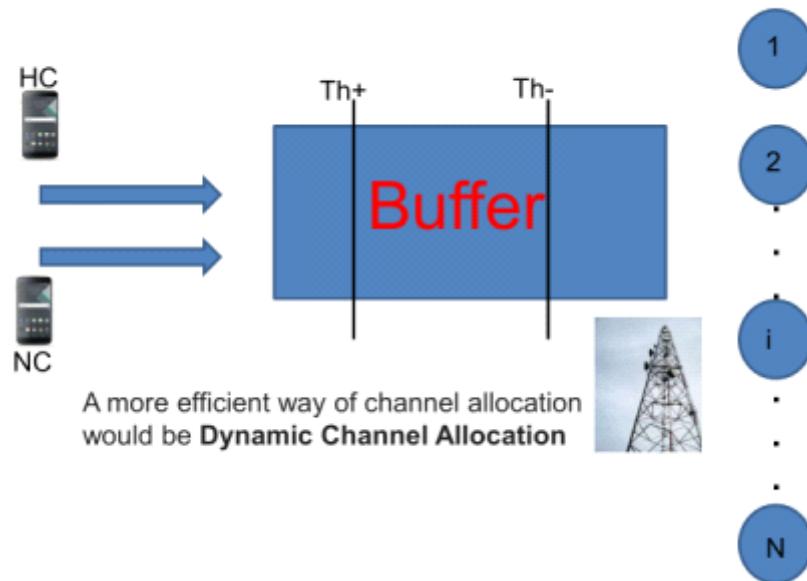 HC
Th+
Th-
1
2
Buffer
i
NC
A more efficient way of channel allocation
would be Dynamic Channel Allocation
N